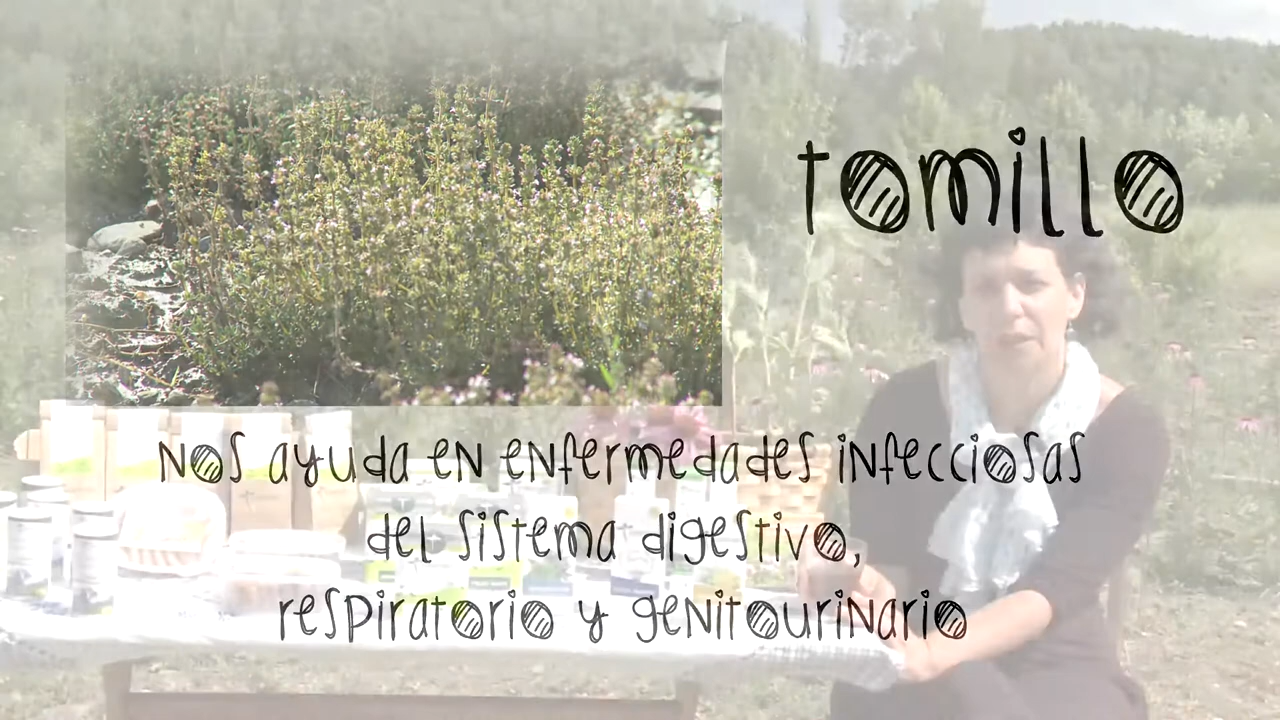 tomillo
Nos ayuda en enfermedades infecciosas
del sistema digestivo,
respiratorio y genitourinario